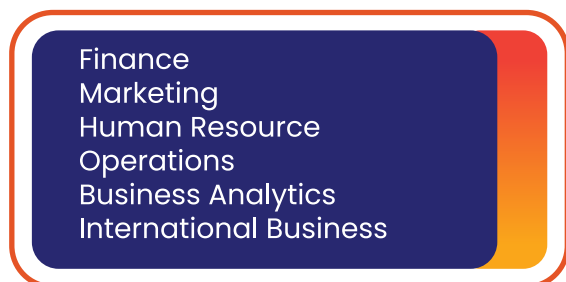 Finance
Marketing
Human Resource
Operations
Business Analytics
International Business